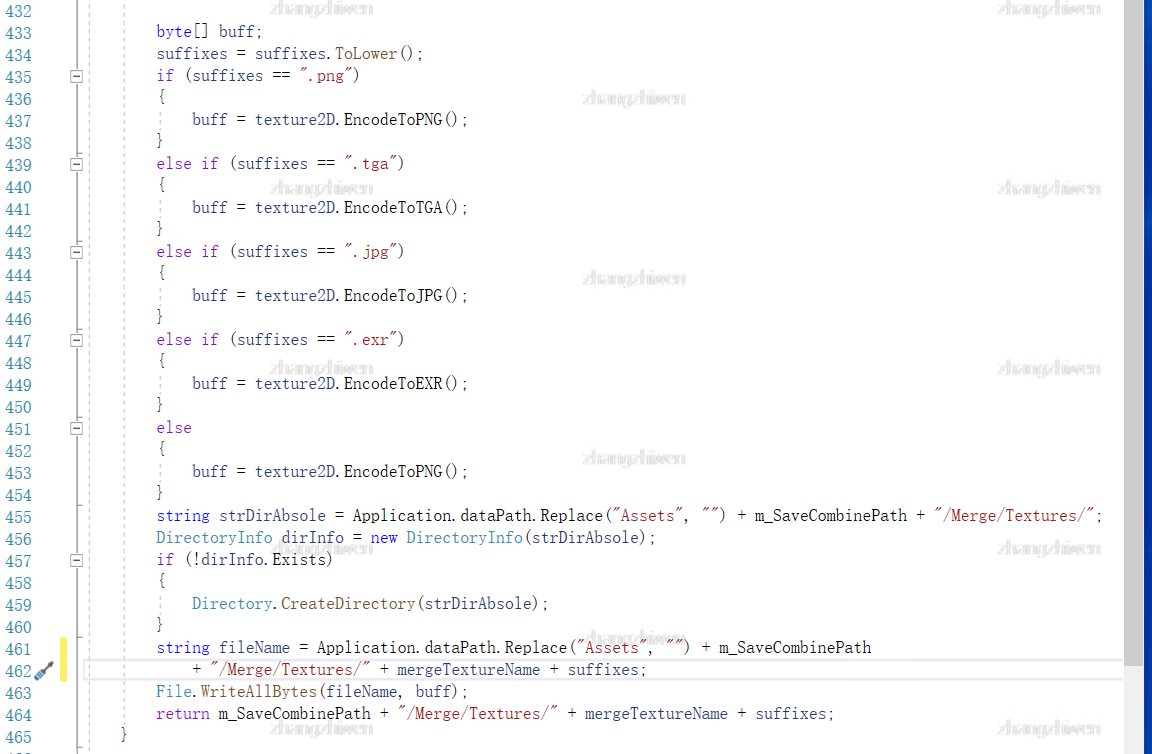 432
433 byte[] buff;
434 suffixes = suffixes.ToLower();
435 if (suffixes == ".png")
436 {
437 buff = texture2D.EncodeToPNG();
438 }
439 else if (suffixes == ".tga")
440 {
441 buff = texture2D.EncodeToTGA();
442 }
443 else if (suffixes == ".jpg")
444 {
445 buff = texture2D.EncodeToJPG();
446 }
447 else if (suffixes == ".exr")
448 {
449 buff = texture2D.EncodeToEXR();
450 }
451 else
452 {
453 buff = texture2D.EncodeToPNG();
454 }
455 string strDirAbsole = Application.dataPath.Replace("Assets", "") + m_SaveCombinePath + "/Merge/Textures/";
456 DirectoryInfo dirInfo = new DirectoryInfo(strDirAbsole);
457 if (!dirInfo.Exists)
458 {
459 Directory.CreateDirectory(strDirAbsole);
460 }
461 string fileName = Application.dataPath.Replace("Assets", "") + m_SaveCombinePath
462 + "/Merge/Textures/" + mergeTextureName + suffixes;
463 File.WriteAllBytes(fileName, buff);
464 return m_SaveCombinePath + "/Merge/Textures/" + mergeTextureName + suffixes;
465 }